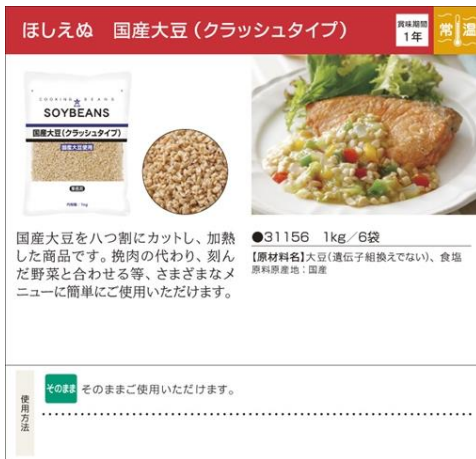 ほしえぬ 国産大豆(クラッシュタイプ)
賞味期間
1年
常温
COOKING BEANS
SOYBEANS
国産大豆(クラッシュタイプ)
国産大豆使用
国産大豆を八つ割にカットし、加熱
した商品です。挽肉の代わり、刻ん
だ野菜と合わせる等、さまざまなメ
ニューに簡単にご使用いただけます。
●31156 1kg/6袋
【原材料名】大豆(遺伝子組換えでない)、食塩
原料原産地:国産
使用方法
そのまま そのままご使用いただけます。